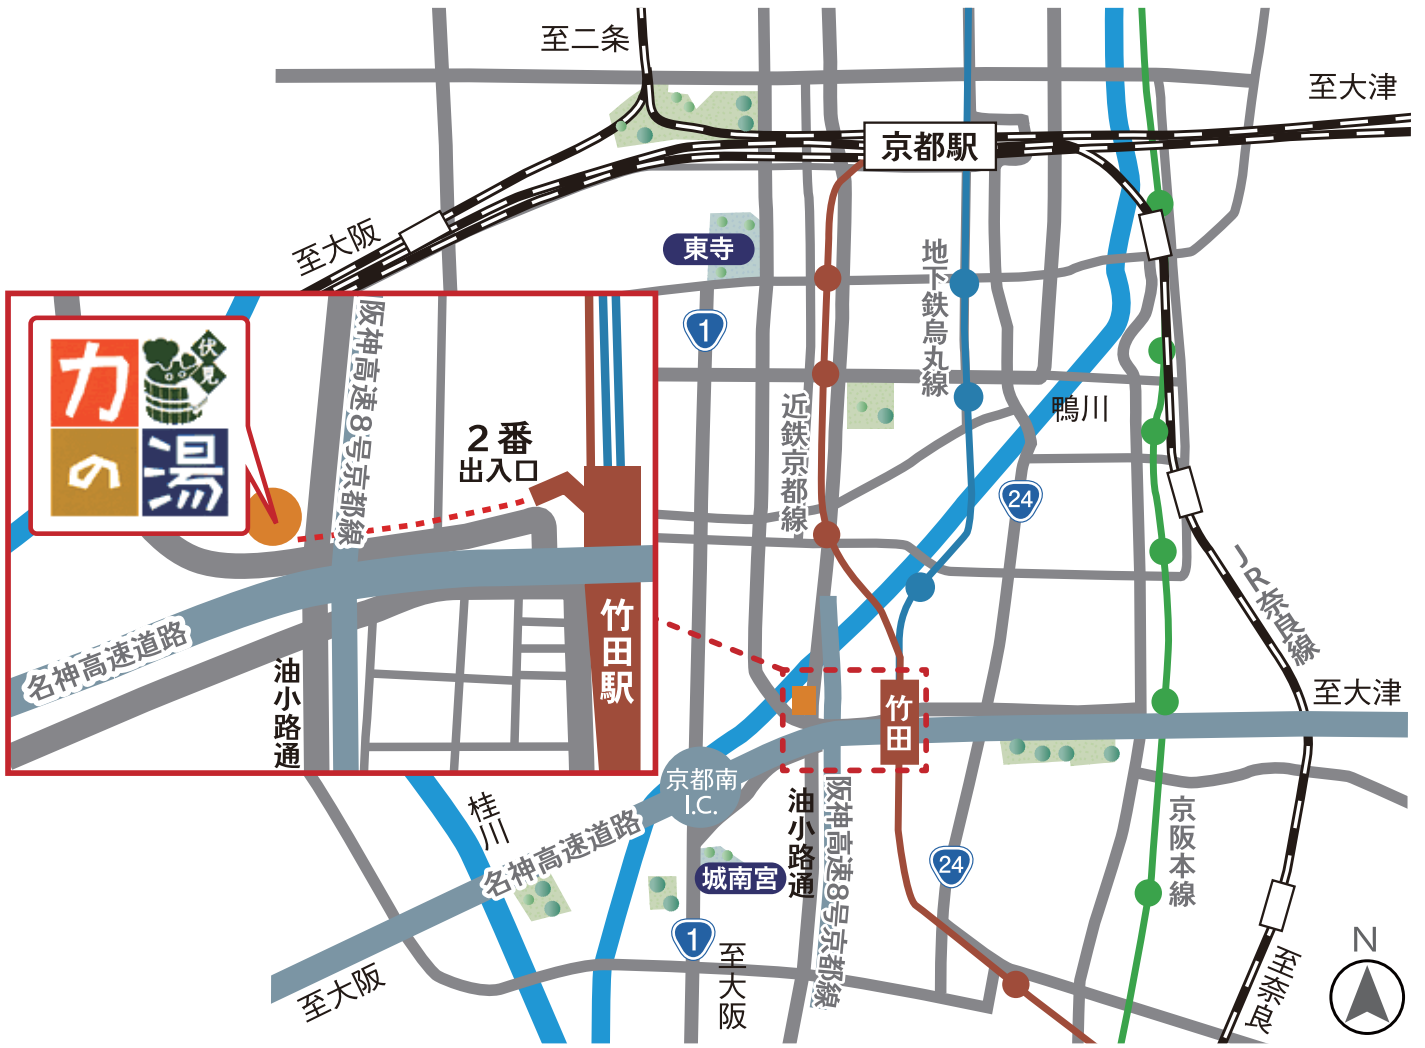 至二条
至大津
京都駅
至大阪
東寺
地下鉄烏丸線
1
阪神高速8号京都線
伏見
力の湯
2番
出入口
近鉄京都線
鴨川
24
JR奈良線
竹田駅
名神高速道路
油小路通
至大津
竹田
京都南
I.C.
阪神高速8号京都線
油小路通
桂川
名神高速道路
京阪本線
24
城南宮
1
至大阪
至大阪
至奈良
N